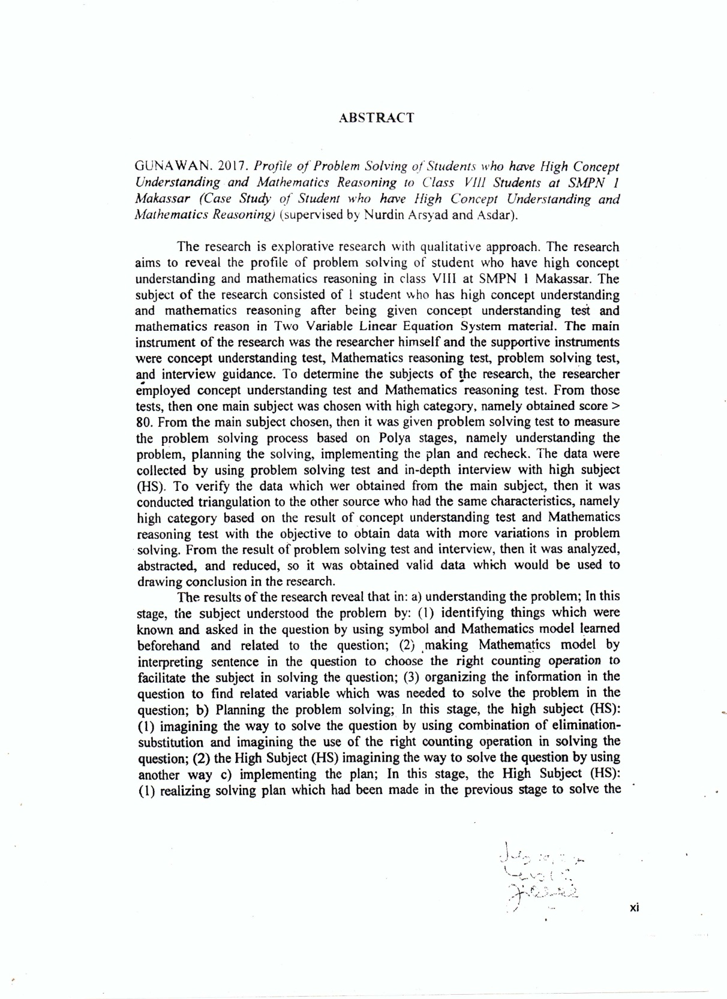 ABSTRACT
GUNAWAN. 2017. Profile of Problem Solving of Students who have High Concept
Understanding and Mathematics Reasoning to Class VIII Students at SMPN 1
Makassar (Case Study of Student who have High Concept Understanding and
Mathematics Reasoning) (supervised by Nurdin Arsyad and Asdar).
The research is explorative research with qualitative approach. The research
aims to reveal the profile of problem solving of student who have high concept
understanding and mathematics reasoning in class VIII at SMPN 1 Makassar. The
subject of the research consisted of 1 student who has high concept understanding
and mathematics reasoning after being given concept understanding test and
mathematics reason in Two Variable Linear Equation System material. The main
instrument of the research was the researcher himself and the supportive instruments
were concept understanding test, Mathematics reasoning test, problem solving test,
and interview guidance. To determine the subjects of the research, the researcher
employed concept understanding test and Mathematics reasoning test. From those
tests, then one main subject was chosen with high category, namely obtained score >
80. From the main subject chosen, then it was given problem solving test to measure
the problem solving process based on Polya stages, namely understanding the
problem, planning the solving, implementing the plan and recheck. The data were
collected by using problem solving test and in-depth interview with high subject
(HS). To verify the data which wer obtained from the main subject, then it was
conducted triangulation to the other source who had the same characteristics, namely
high category based on the result of concept understanding test and Mathematics
reasoning test with the objective to obtain data with more variations in problem
solving. From the result of problem solving test and interview, then it was analyzed,
abstracted, and reduced, so it was obtained valid data which would be used to
drawing conclusion in the research.
The results of the research reveal that in: a) understanding the problem; In this
stage, the subject understood the problem by: (1) identifying things which were
known and asked in the question by using symbol and Mathematics model learned
beforehand and related to the question; (2) making Mathematics model by
interpreting sentence in the question to choose the right counting operation to
facilitate the subject in solving the question; (3) organizing the information in the
question to find related variable which was needed to solve the problem in the
question; b) Planning the problem solving; In this stage, the high subject (HS):
(1) imagining the way to solve the question by using combination of elimination-
substitution and imagining the use of the right counting operation in solving the
question; (2) the High Subject (HS) imagining the way to solve the question by using
another way c) implementing the plan; In this stage, the High Subject (HS):
(1) realizing solving plan which had been made in the previous stage to solve the
xi